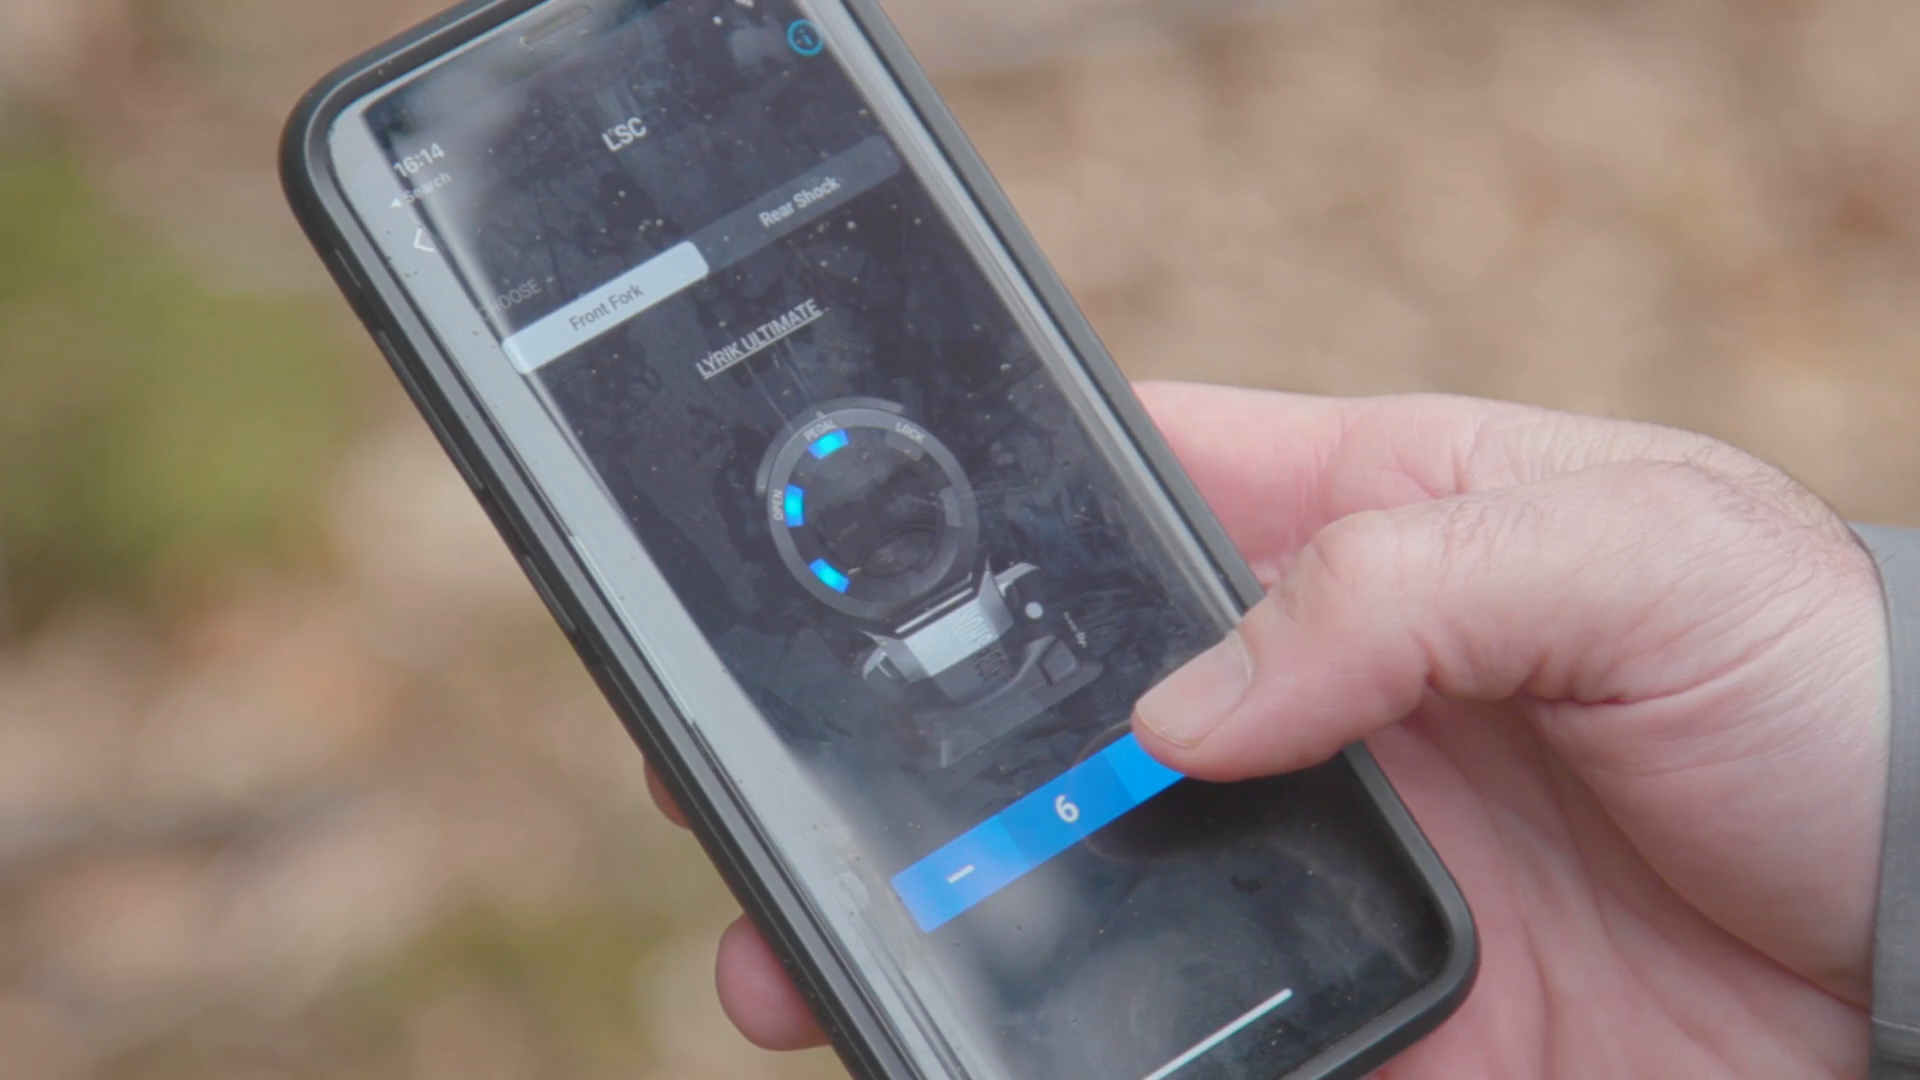 16:14
◀ Search
LSC
Front Fork
Rear Shock
LYRIK ULTIMATE
PEDAL
LOCK
OPEN
− 6